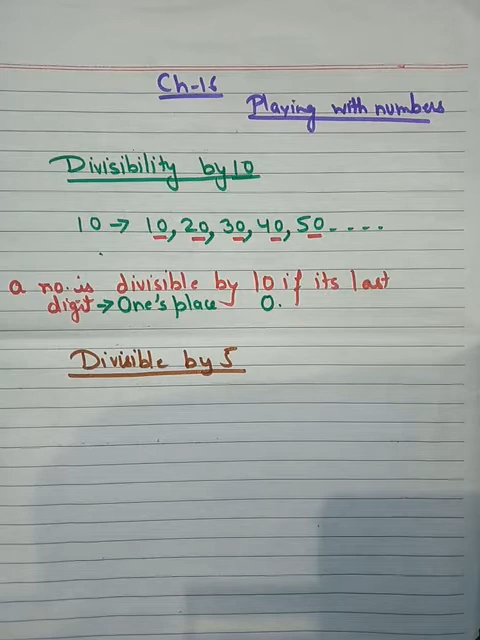 Ch-16
Playing with numbers
Divisibility by 10
10 → 10, 20, 30, 40, 50.....
a no. is divisible by 10 if its last
digit → One's place 0.
Divisible by 5